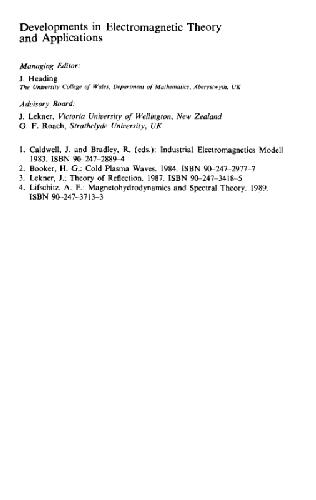 Developments in Electromagnetic Theory
and Applications
Managing Editor:
J. Heading
The University College of Wales, Department of Mathematics, Aberystwyth, UK
Advisory Board:
J. Lekner, Victoria University of Wellington, New Zealand
G. F. Roach, Strathclyde University, UK
1. Caldwell, J. and Bradley, R. (eds.): Industrial Electromagnetics Modell
1983. ISBN 90-247-2889-4
2. Booker, H. G.: Cold Plasma Waves. 1984. ISBN 90-247-2977-7
3. Lekner, J.: Theory of Reflection. 1987. ISBN 90-247-3418-5
4. Lifschitz, A. E.: Magnetohydrodynamics and Spectral Theory. 1989.
ISBN 90-247-3713-3